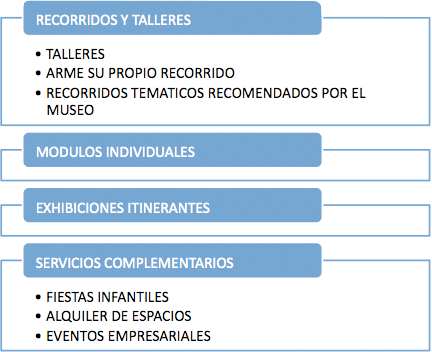 RECORRIDOS Y TALLERES
• TALLERES
• ARME SU PROPIO RECORRIDO
• RECORRIDOS TEMATICOS RECOMENDADOS POR EL
MUSEO
MODULOS INDIVIDUALES
EXHIBICIONES ITINERANTES
SERVICIOS COMPLEMENTARIOS
• FIESTAS INFANTILES
• ALQUILER DE ESPACIOS
• EVENTOS EMPRESARIALES